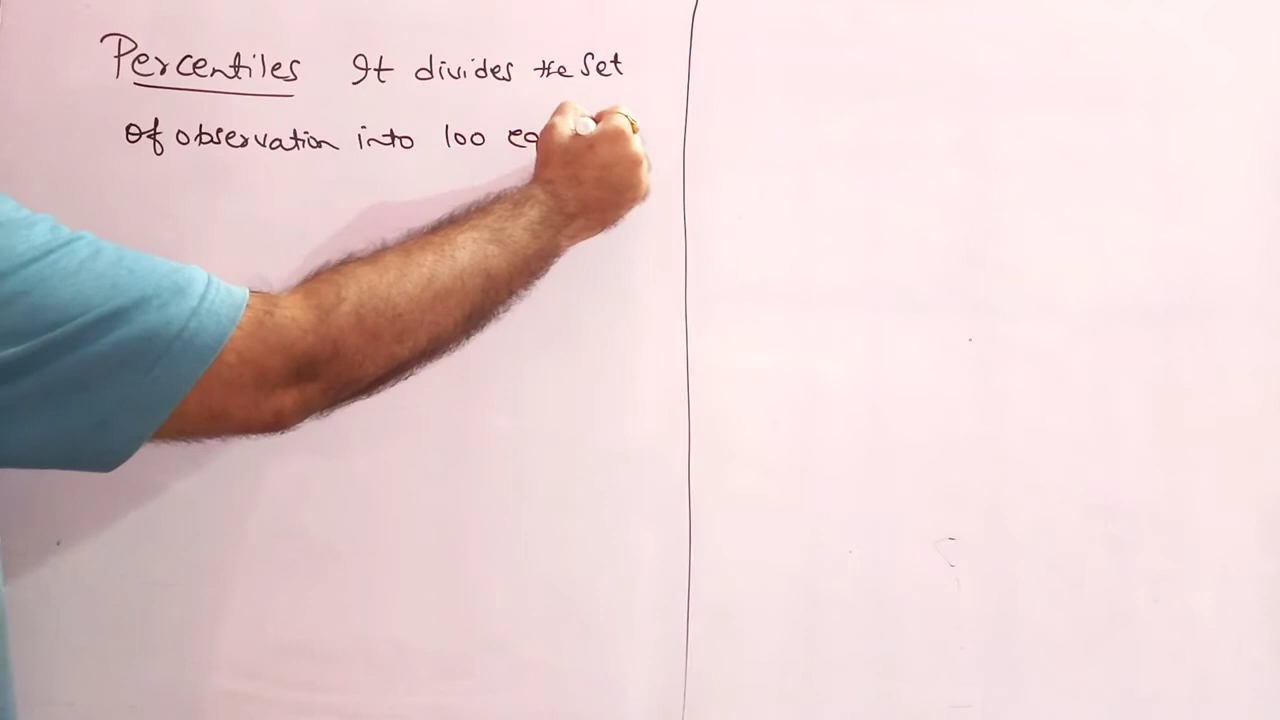 Percentiles It divides the set
of observation into 100 eq